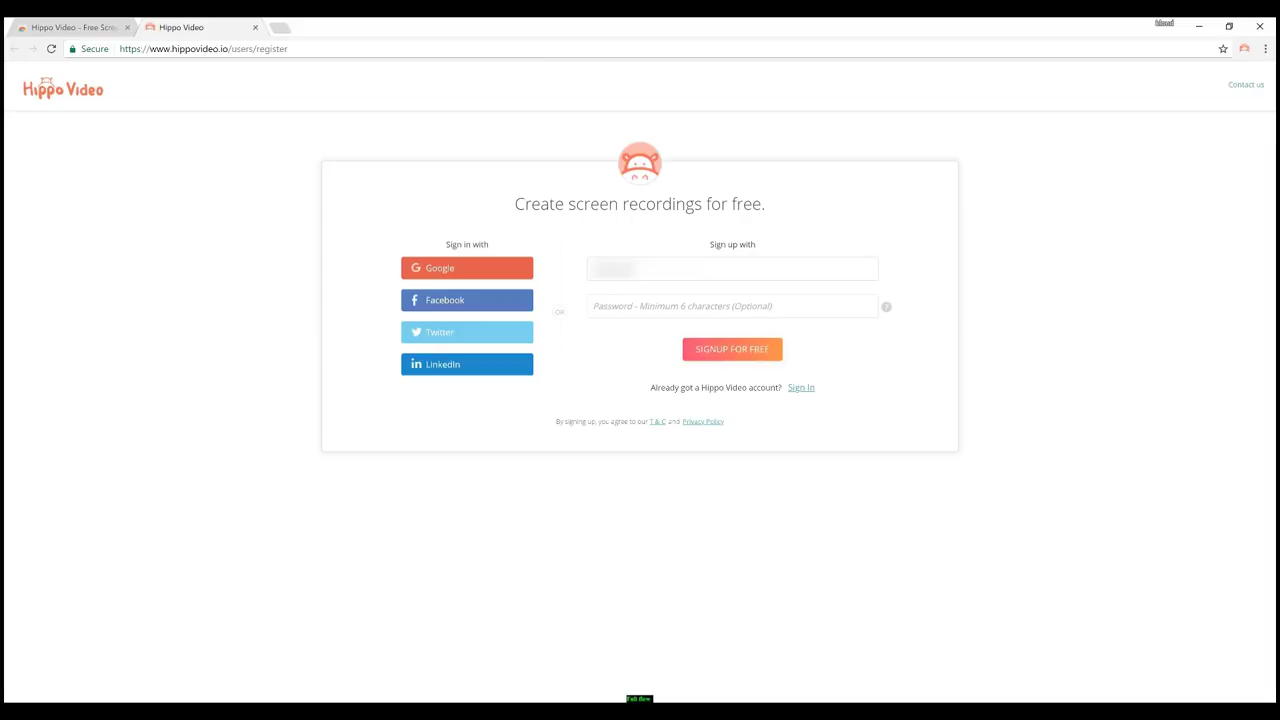 Hippo Video - Free Scre
Hippo Video
Secure
https://www.hippovideo.io/users/register
Hippo Video
Contact us
Create screen recordings for free.
Sign in with
Google
Facebook
Twitter
LinkedIn
OR
Sign up with
Password - Minimum 6 characters (Optional)
?
SIGNUP FOR FREE
Already got a Hippo Video account? Sign In
By signing up, you agree to our T & C and Privacy Policy